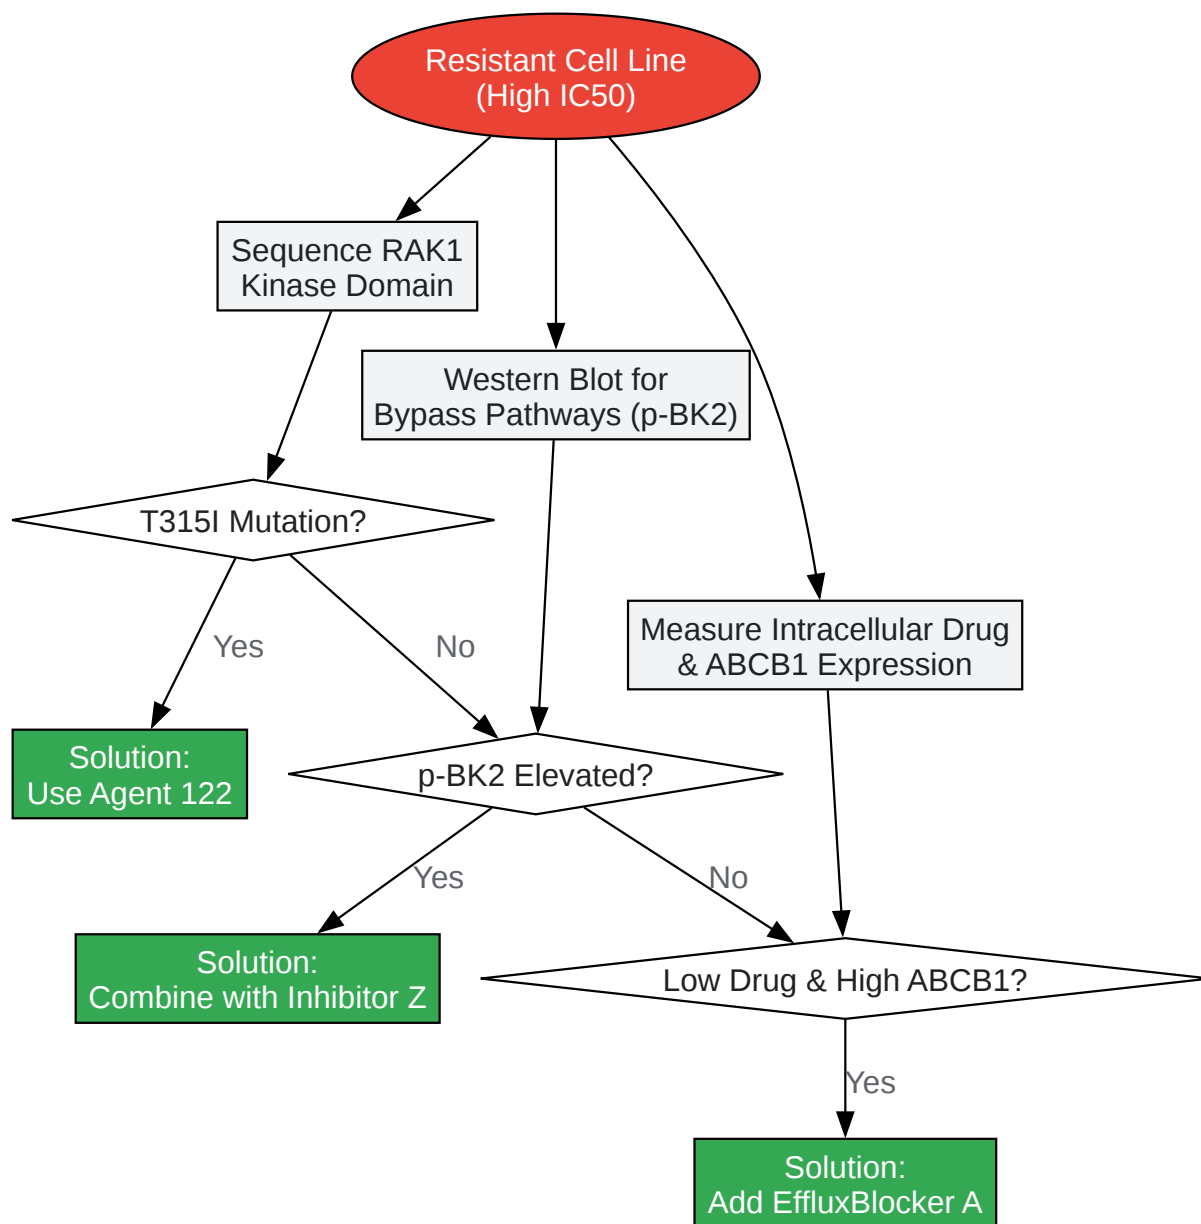 Resistant Cell Line
(High IC50)
Sequence RAK1
Kinase Domain
Western Blot for
Bypass Pathways (p-BK2)
T315I Mutation?
Measure Intracellular Drug
& ABCB1 Expression
Yes
No
Solution:
Use Agent 122
p-BK2 Elevated?
Yes
No
Solution:
Combine with Inhibitor Z
Low Drug & High ABCB1?
Yes
Solution:
Add EffluxBlocker A